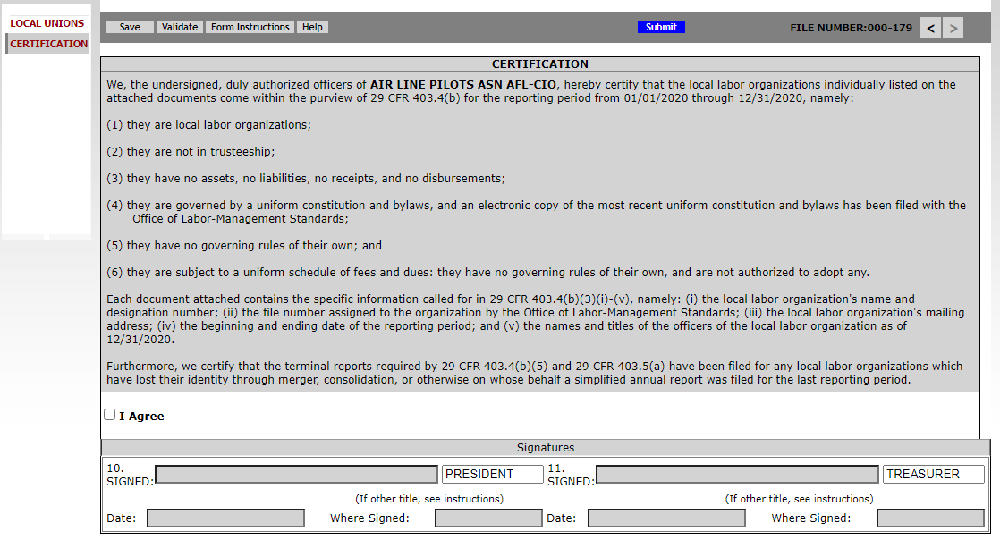 LOCAL UNIONS
CERTIFICATION
Save Validate Form Instructions Help Submit FILE NUMBER:000-179 < >
CERTIFICATION
We, the undersigned, duly authorized officers of AIR LINE PILOTS ASN AFL-CIO, hereby certify that the local labor organizations individually listed on the
attached documents come within the purview of 29 CFR 403.4(b) for the reporting period from 01/01/2020 through 12/31/2020, namely:
(1) they are local labor organizations;
(2) they are not in trusteeship;
(3) they have no assets, no liabilities, no receipts, and no disbursements;
(4) they are governed by a uniform constitution and bylaws, and an electronic copy of the most recent uniform constitution and bylaws has been filed with the
Office of Labor-Management Standards;
(5) they have no governing rules of their own; and
(6) they are subject to a uniform schedule of fees and dues: they have no governing rules of their own, and are not authorized to adopt any.
Each document attached contains the specific information called for in 29 CFR 403.4(b)(3)(i)-(v), namely: (i) the local labor organization's name and
designation number; (ii) the file number assigned to the organization by the Office of Labor-Management Standards; (iii) the local labor organization's mailing
address; (iv) the beginning and ending date of the reporting period; and (v) the names and titles of the officers of the local labor organization as of
12/31/2020.
Furthermore, we certify that the terminal reports required by 29 CFR 403.4(b)(5) and 29 CFR 403.5(a) have been filed for any local labor organizations which
have lost their identity through merger, consolidation, or otherwise on whose behalf a simplified annual report was filed for the last reporting period.
I Agree
Signatures
10. 11.
SIGNED: PRESIDENT SIGNED: TREASURER
(If other title, see instructions) (If other title, see instructions)
Date: Where Signed: Date: Where Signed: